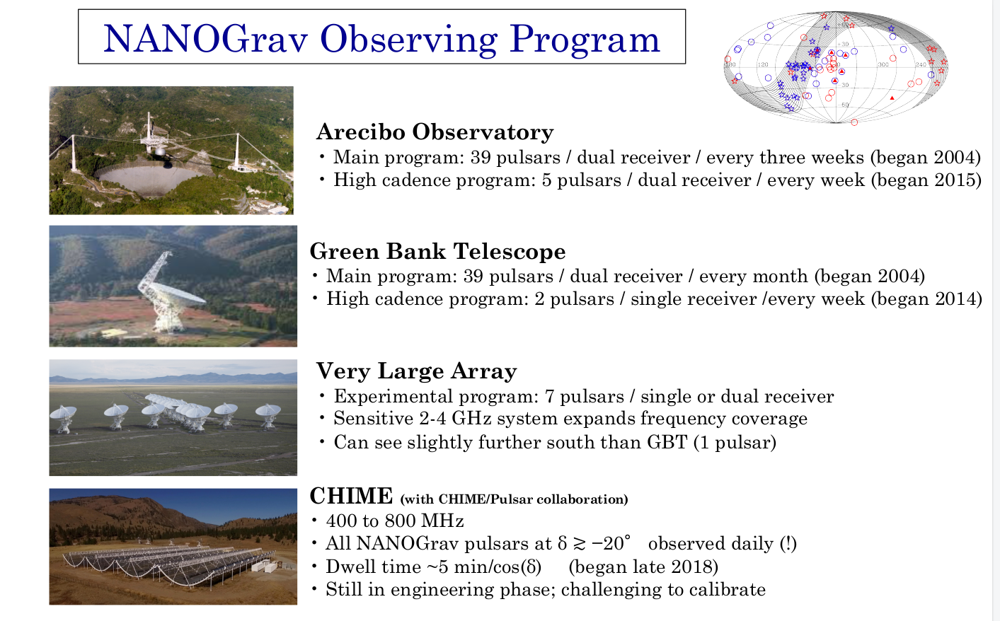 NANOGrav Observing Program
+60
+30
180 120 60 300 240
30
60
Arecibo Observatory
• Main program: 39 pulsars / dual receiver / every three weeks (began 2004)
• High cadence program: 5 pulsars / dual receiver / every week (began 2015)
Green Bank Telescope
• Main program: 39 pulsars / dual receiver / every month (began 2004)
• High cadence program: 2 pulsars / single receiver /every week (began 2014)
Very Large Array
• Experimental program: 7 pulsars / single or dual receiver
• Sensitive 2-4 GHz system expands frequency coverage
• Can see slightly further south than GBT (1 pulsar)
CHIME (with CHIME/Pulsar collaboration)
• 400 to 800 MHz
• All NANOGrav pulsars at δ ≳ −20° observed daily (!)
• Dwell time ~5 min/cos(δ) (began late 2018)
• Still in engineering phase; challenging to calibrate